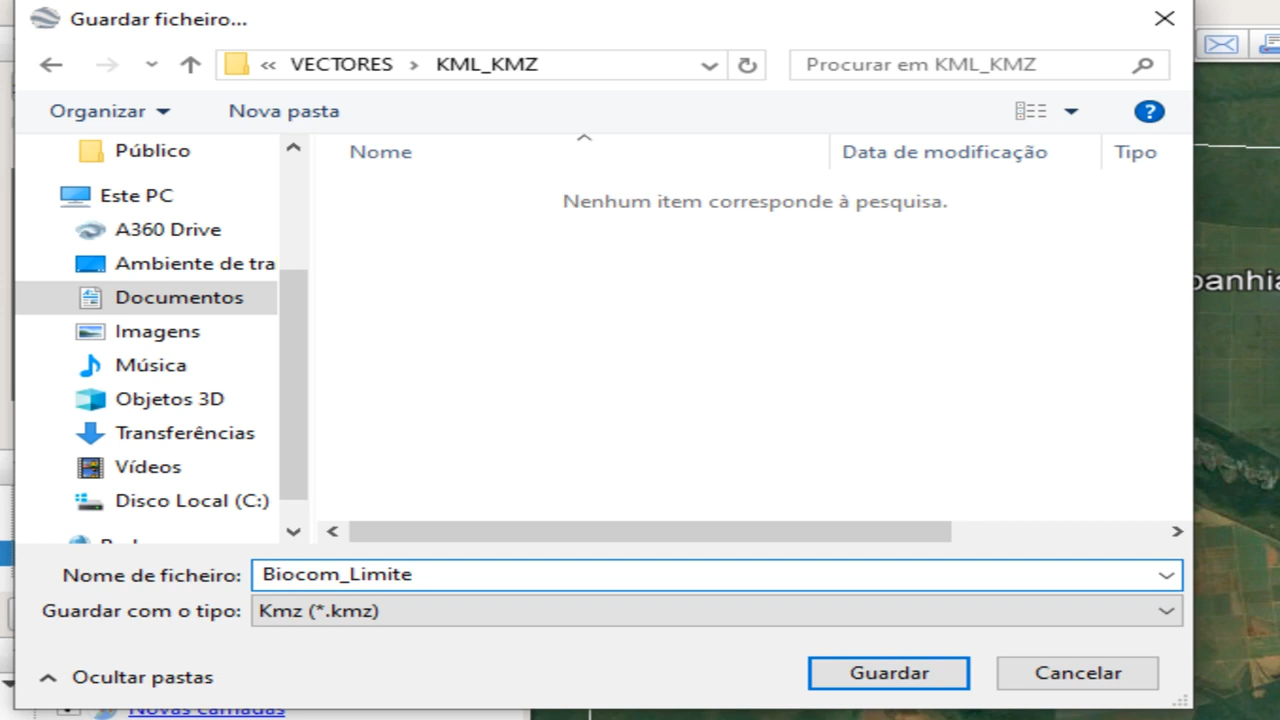 Guardar ficheiro...
« VECTORES › KML_KMZ
Procurar em KML_KMZ
Organizar
Nova pasta
Nome
Data de modificação
Tipo
Nenhum item corresponde à pesquisa.
Público
Este PC
A360 Drive
Ambiente de tra
Documentos
Imagens
Música
Objetos 3D
Transferências
Vídeos
Disco Local (C:)
panhia
Nome de ficheiro: Biocom_Limite
Guardar com o tipo: Kmz (*.kmz)
Ocultar pastas
Guardar
Cancelar
Novas camadas